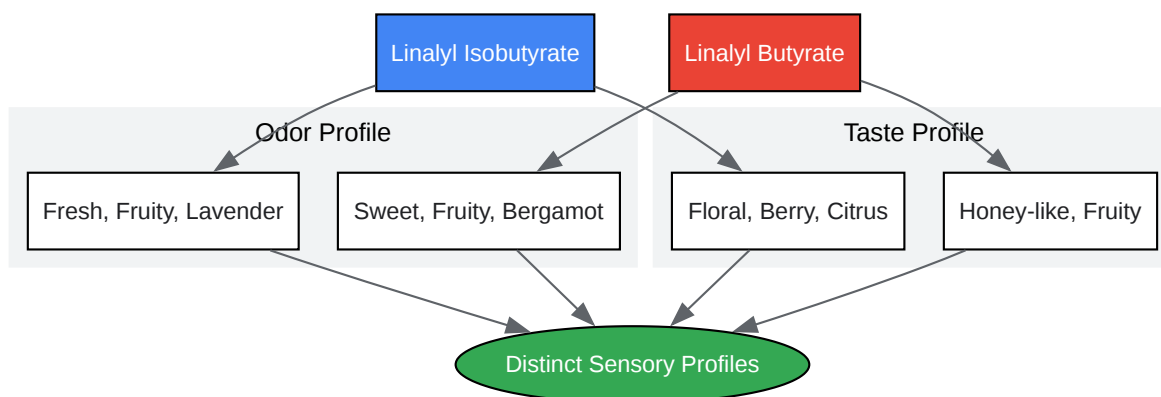 Linalyl Isobutyrate
Linalyl Butyrate
Odor Profile
Taste Profile
Fresh, Fruity, Lavender
Sweet, Fruity, Bergamot
Floral, Berry, Citrus
Honey-like, Fruity
Distinct Sensory Profiles